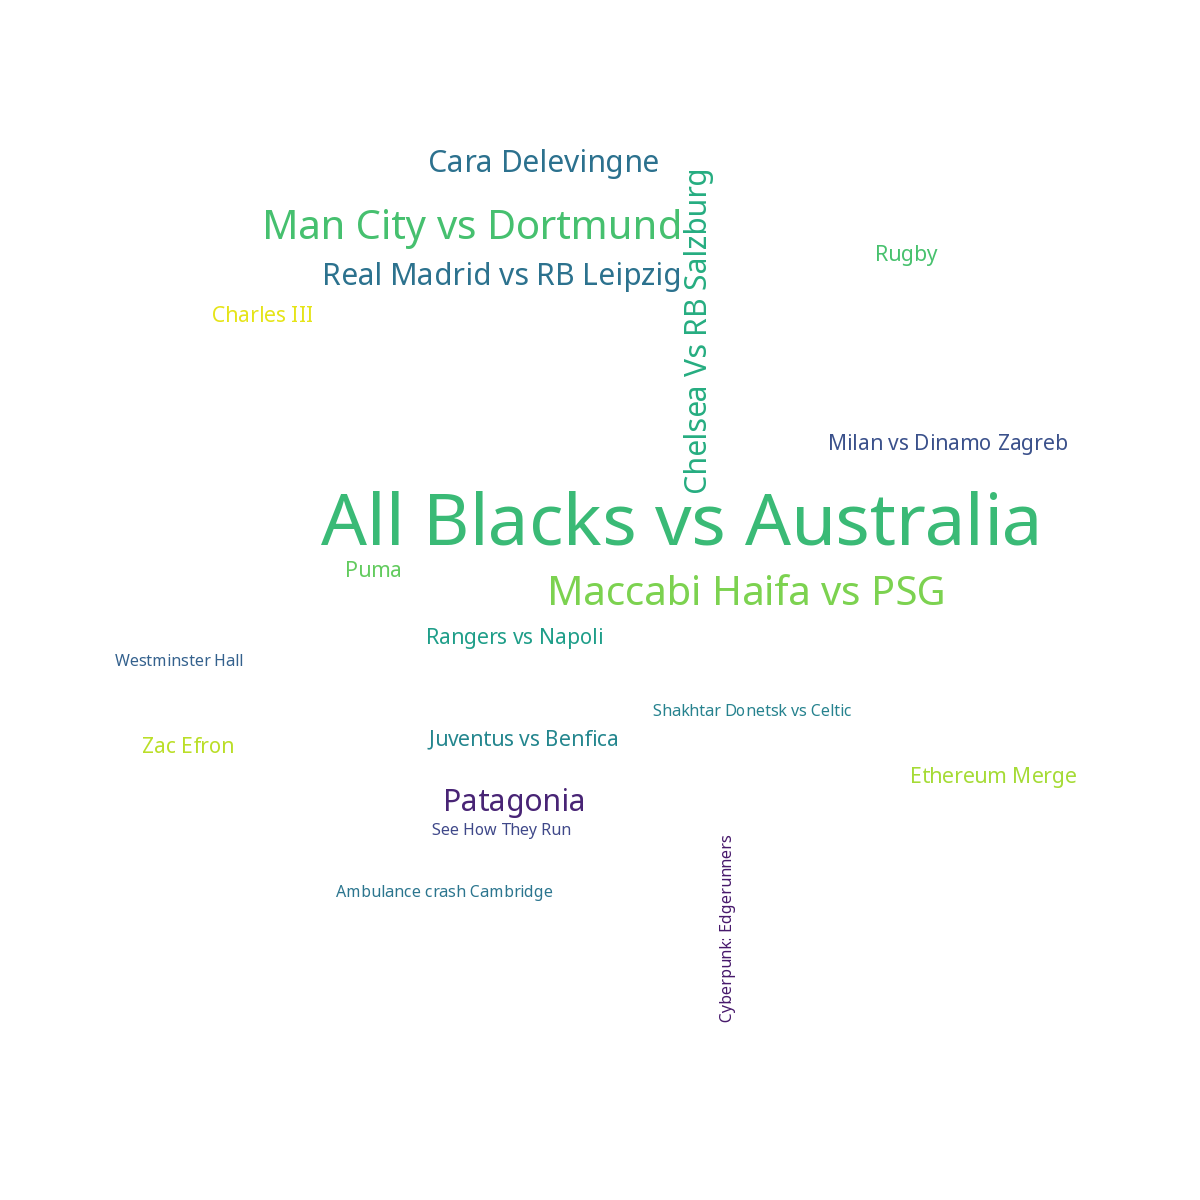 Cara Delevingne
Man City vs Dortmund
Chelsea Vs RB Salzburg
Rugby
Real Madrid vs RB Leipzig
Charles III
Milan vs Dinamo Zagreb
All Blacks vs Australia
Puma
Maccabi Haifa vs PSG
Rangers vs Napoli
Westminster Hall
Shakhtar Donetsk vs Celtic
Zac Efron
Juventus vs Benfica
Ethereum Merge
Patagonia
See How They Run
Cyberpunk: Edgerunners
Ambulance crash Cambridge